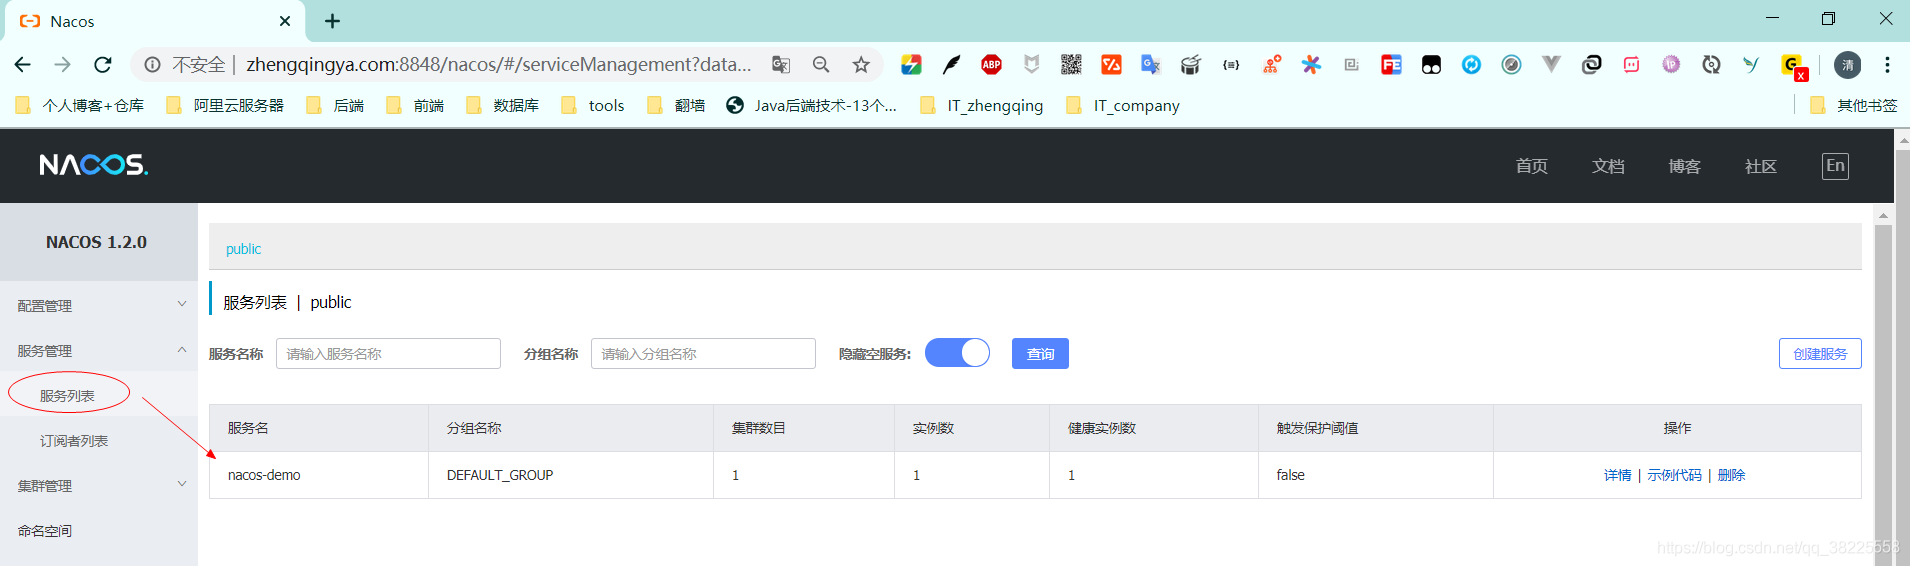 Nacos
不安全 | zhengqingya.com:8848/nacos/#/serviceManagement?data...
ABP
FE
G
x
清
个人博客+仓库 阿里云服务器 后端 前端 数据库 tools 翻墙 Java后端技术-13个... IT_zhengqing IT_company 其他书签
NACOS.
首页 文档 博客 社区 En
NACOS 1.2.0
配置管理
服务管理
服务列表
订阅者列表
集群管理
命名空间
public
服务列表 | public
服务名称 请输入服务名称 分组名称 请输入分组名称 隐藏空服务: 查询 创建服务
服务名 分组名称 集群数目 实例数 健康实例数 触发保护阈值 操作
nacos-demo DEFAULT_GROUP 1 1 1 false 详情 | 示例代码 | 删除
https://blog.csdn.net/qq_38225558